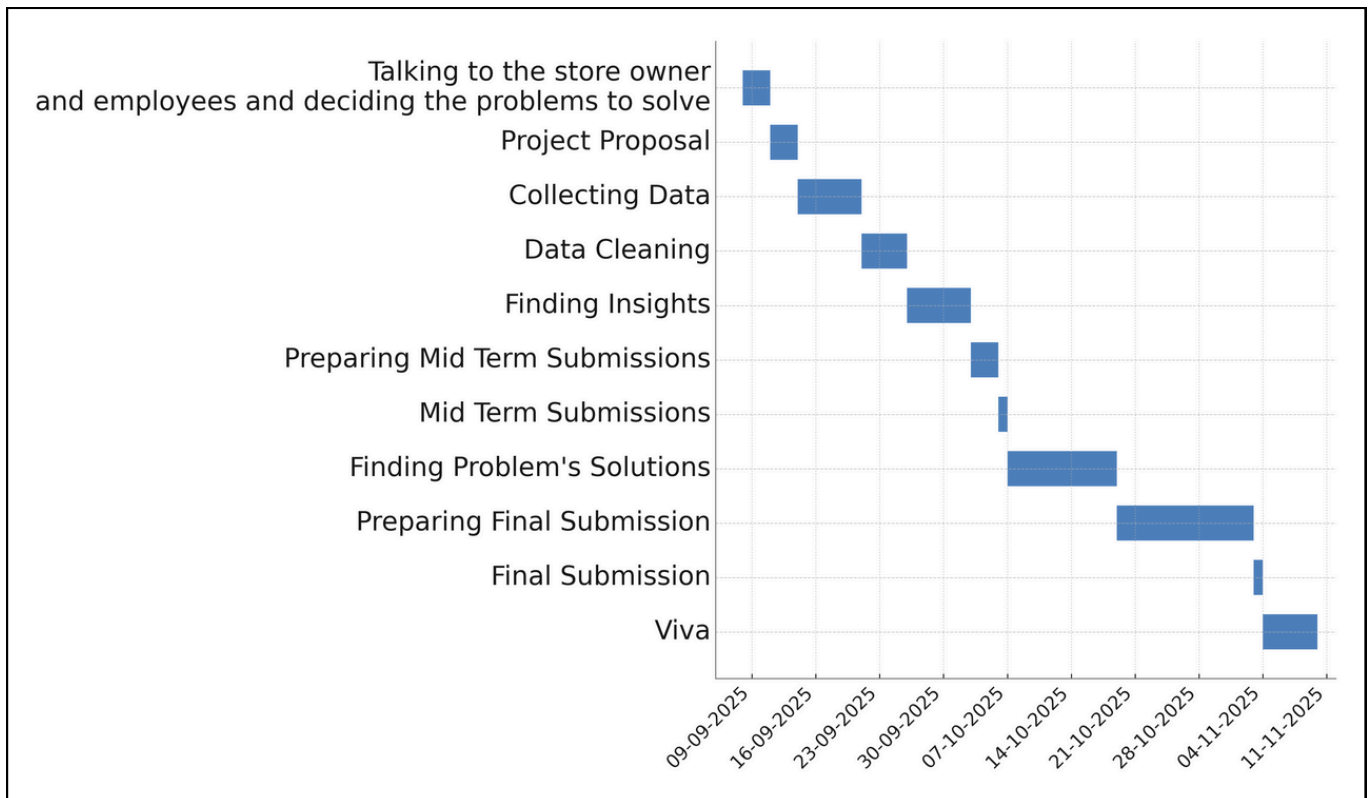 Talking to the store owner
and employees and deciding the problems to solve
Project Proposal
Collecting Data
Data Cleaning
Finding Insights
Preparing Mid Term Submissions
Mid Term Submissions
Finding Problem's Solutions
Preparing Final Submission
Final Submission
Viva
09-09-2025
16-09-2025
23-09-2025
30-09-2025
07-10-2025
14-10-2025
21-10-2025
28-10-2025
04-11-2025
11-11-2025